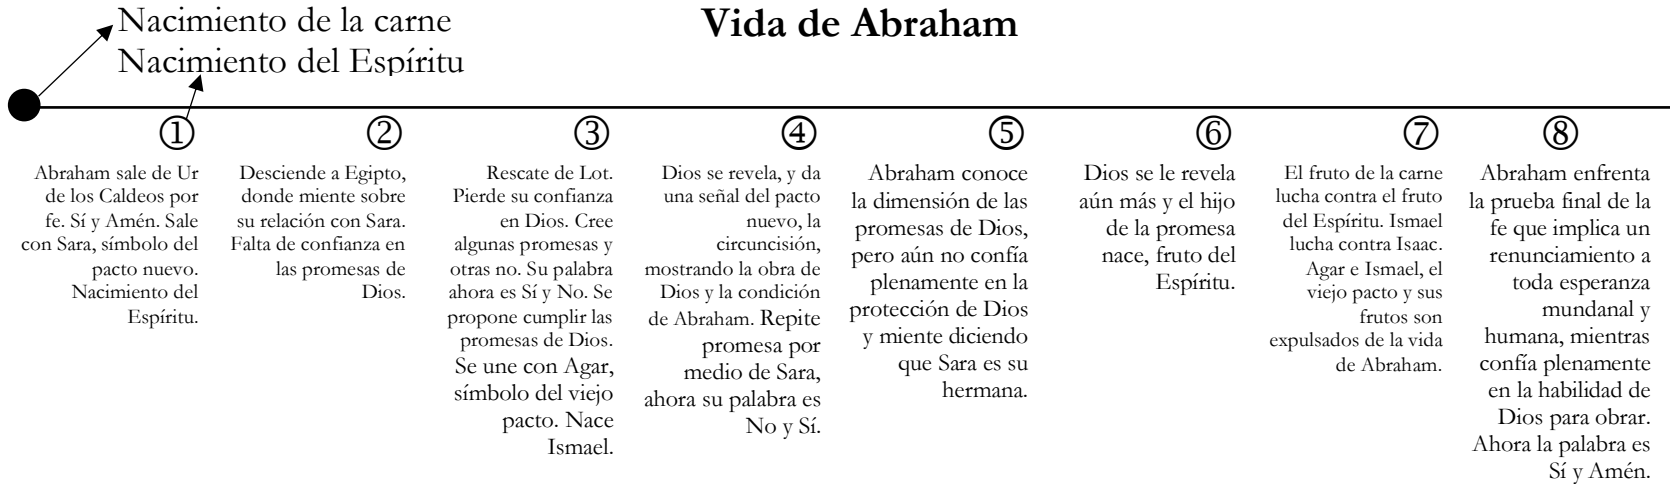 Vida de Abraham
Nacimiento de la carne
Nacimiento del Espíritu
①
Abraham sale de Ur
de los Caldeos por
fe. Sí y Amén. Sale
con Sara, símbolo del
pacto nuevo.
Nacimiento del
Espíritu.
②
Desciende a Egipto,
donde miente sobre
su relación con Sara.
Falta de confianza en
las promesas de
Dios.
③
Rescate de Lot.
Pierde su confianza
en Dios. Cree
algunas promesas y
otras no. Su palabra
ahora es Sí y No. Se
propone cumplir las
promesas de Dios.
Se une con Agar,
símbolo del viejo
pacto. Nace
Ismael.
④
Dios se revela, y da
una señal del pacto
nuevo, la
circuncisión,
mostrando la obra de
Dios y la condición
de Abraham. Repite
promesa por
medio de Sara,
ahora su palabra es
No y Sí.
⑤
Abraham conoce
la dimensión de las
promesas de Dios,
pero aún no confía
plenamente en la
protección de Dios
y miente diciendo
que Sara es su
hermana.
⑥
Dios se le revela
aún más y el hijo
de la promesa
nace, fruto del
Espíritu.
⑦
El fruto de la carne
lucha contra el fruto
del Espíritu. Ismael
lucha contra Isaac.
Agar e Ismael, el
viejo pacto y sus
frutos son
expulsados de la vida
de Abraham.
⑧
Abraham enfrenta
la prueba final de la
fe que implica un
renunciamiento a
toda esperanza
mundanal y
humana, mientras
confía plenamente
en la habilidad de
Dios para obrar.
Ahora la palabra es
Sí y Amén.